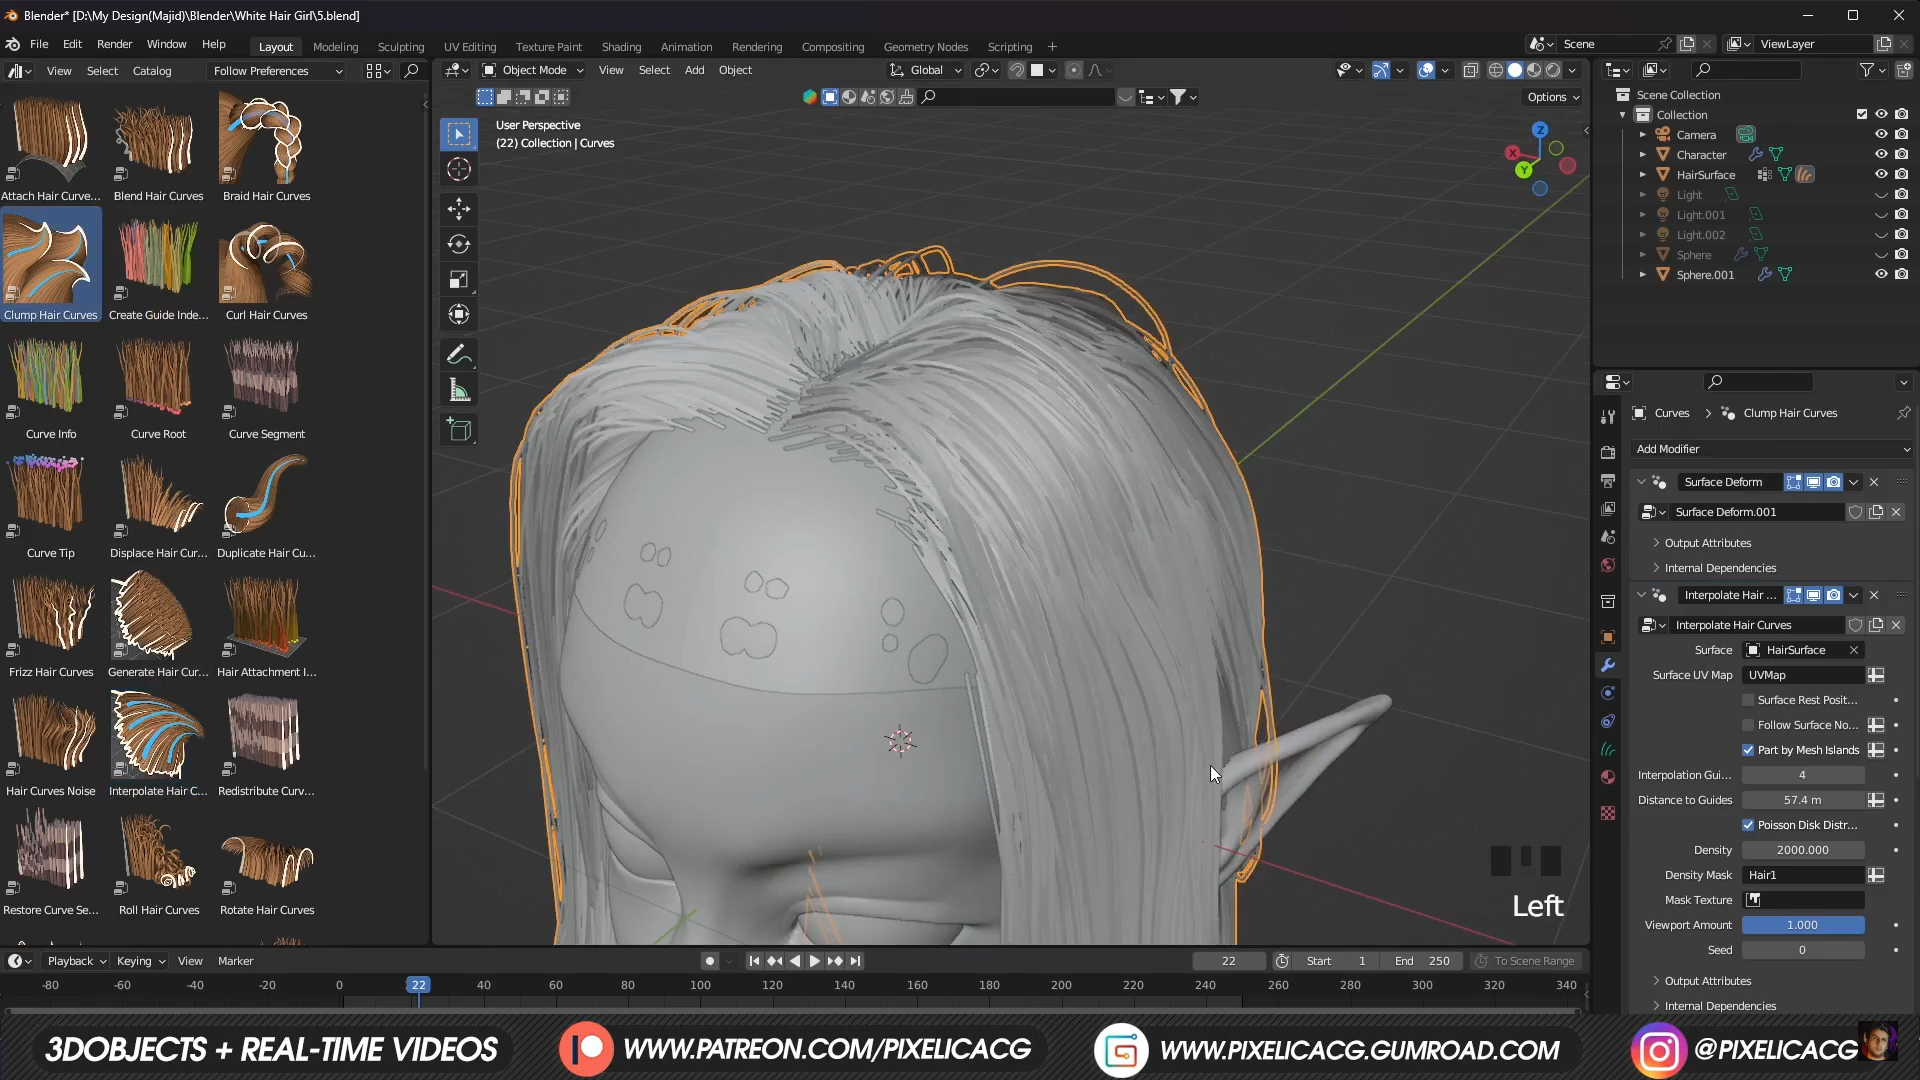 Blender* [D:\My Design(Majid)\Blender\White Hair Girl\5.blend]
File Edit Render Window Help
Layout Modeling Sculpting UV Editing Texture Paint Shading Animation Rendering Compositing Geometry Nodes Scripting +
Scene
ViewLayer
View Select Catalog Follow Preferences
Object Mode View Select Add Object Global
Options
User Perspective
(22) Collection | Curves
Z
X
Y
Attach Hair Curve... Blend Hair Curves Braid Hair Curves
Clump Hair Curves Create Guide Inde... Curl Hair Curves
Curve Info Curve Root Curve Segment
Curve Tip Displace Hair Cur... Duplicate Hair Cu...
Frizz Hair Curves Generate Hair Cur... Hair Attachment I...
Hair Curves Noise Interpolate Hair C... Redistribute Curv...
Restore Curve Se... Roll Hair Curves Rotate Hair Curves
Left
Scene Collection
Collection
Camera
Character
HairSurface
Light
Light.001
Light.002
Sphere
Sphere.001
Curves > Clump Hair Curves
Add Modifier
Surface Deform
Surface Deform.001
Output Attributes
Internal Dependencies
Interpolate Hair ...
Interpolate Hair Curves
Surface HairSurface
Surface UV Map UVMap
Surface Rest Posit...
Follow Surface No...
Part by Mesh Islands
Interpolation Gui... 4
Distance to Guides 57.4 m
Poisson Disk Distr...
Density 2000.000
Density Mask Hair1
Mask Texture
Viewport Amount 1.000
Seed 0
Output Attributes
Internal Dependencies
Playback Keying View Marker
22 Start 1 End 250 To Scene Range
-80 -60 -40 -20 0 22 40 60 80 100 120 140 160 180 200 220 240 260 280 300 320 340
3DOBJECTS + REAL-TIME VIDEOS
WWW.PATREON.COM/PIXELICACG
WWW.PIXELICACG.GUMROAD.COM
@PIXELICACG